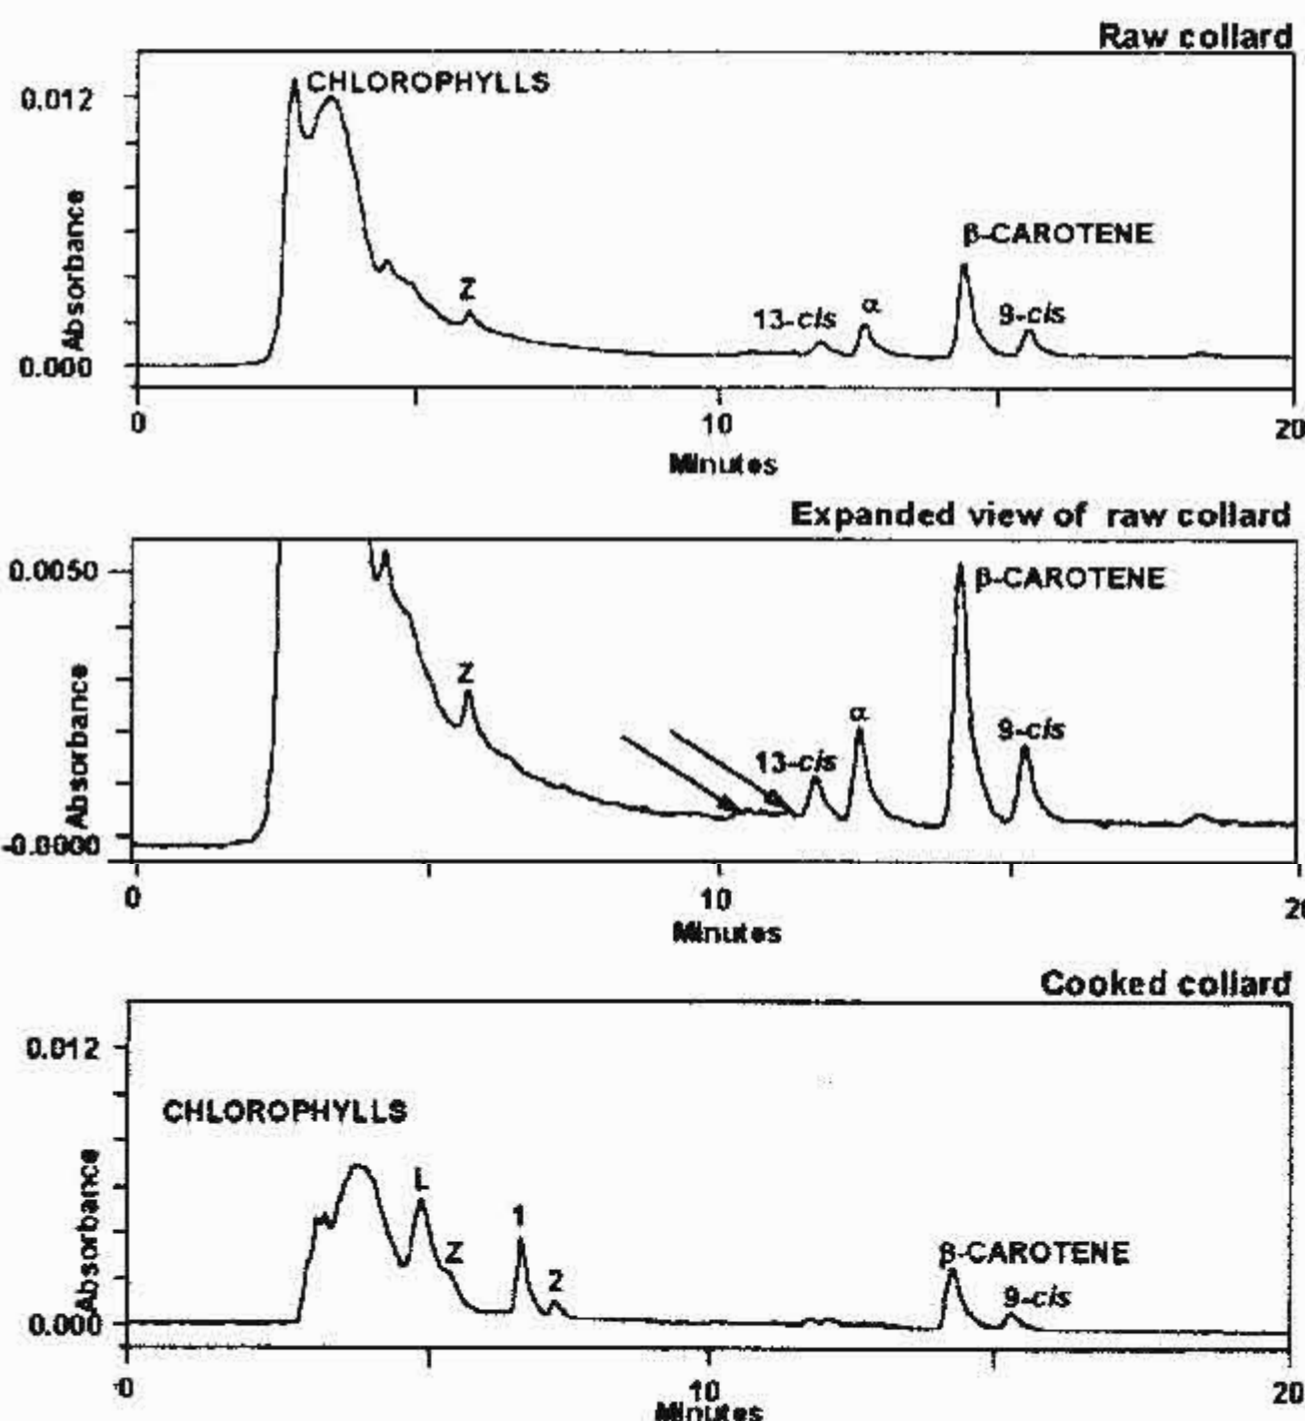 Raw collard
CHLOROPHYLLS
0.012
β-CAROTENE
Z
13-cis
α
9-cis
Absorbance
0.000
0
10
20
Minutes
Expanded view of raw collard
0.0050
β-CAROTENE
Z
α
9-cis
13-cis
Absorbance
-0.0000
0
10
Minutes
Cooked collard
0.012
CHLOROPHYLLS
L
Z
1
2
β-CAROTENE
9-cis
Absorbance
0.000
0
10
20
Minutes